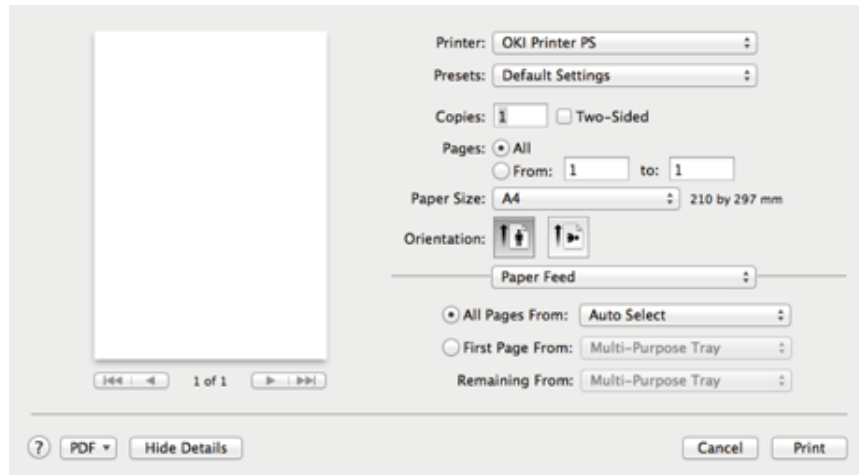 Printer: OKI Printer PS
Presets: Default Settings
Copies: 1 Two-Sided
Pages: All
From: 1 to: 1
Paper Size: A4 210 by 297 mm
Orientation:
Paper Feed
All Pages From: Auto Select
First Page From: Multi-Purpose Tray
Remaining From: Multi-Purpose Tray
1 of 1
? PDF Hide Details Cancel Print